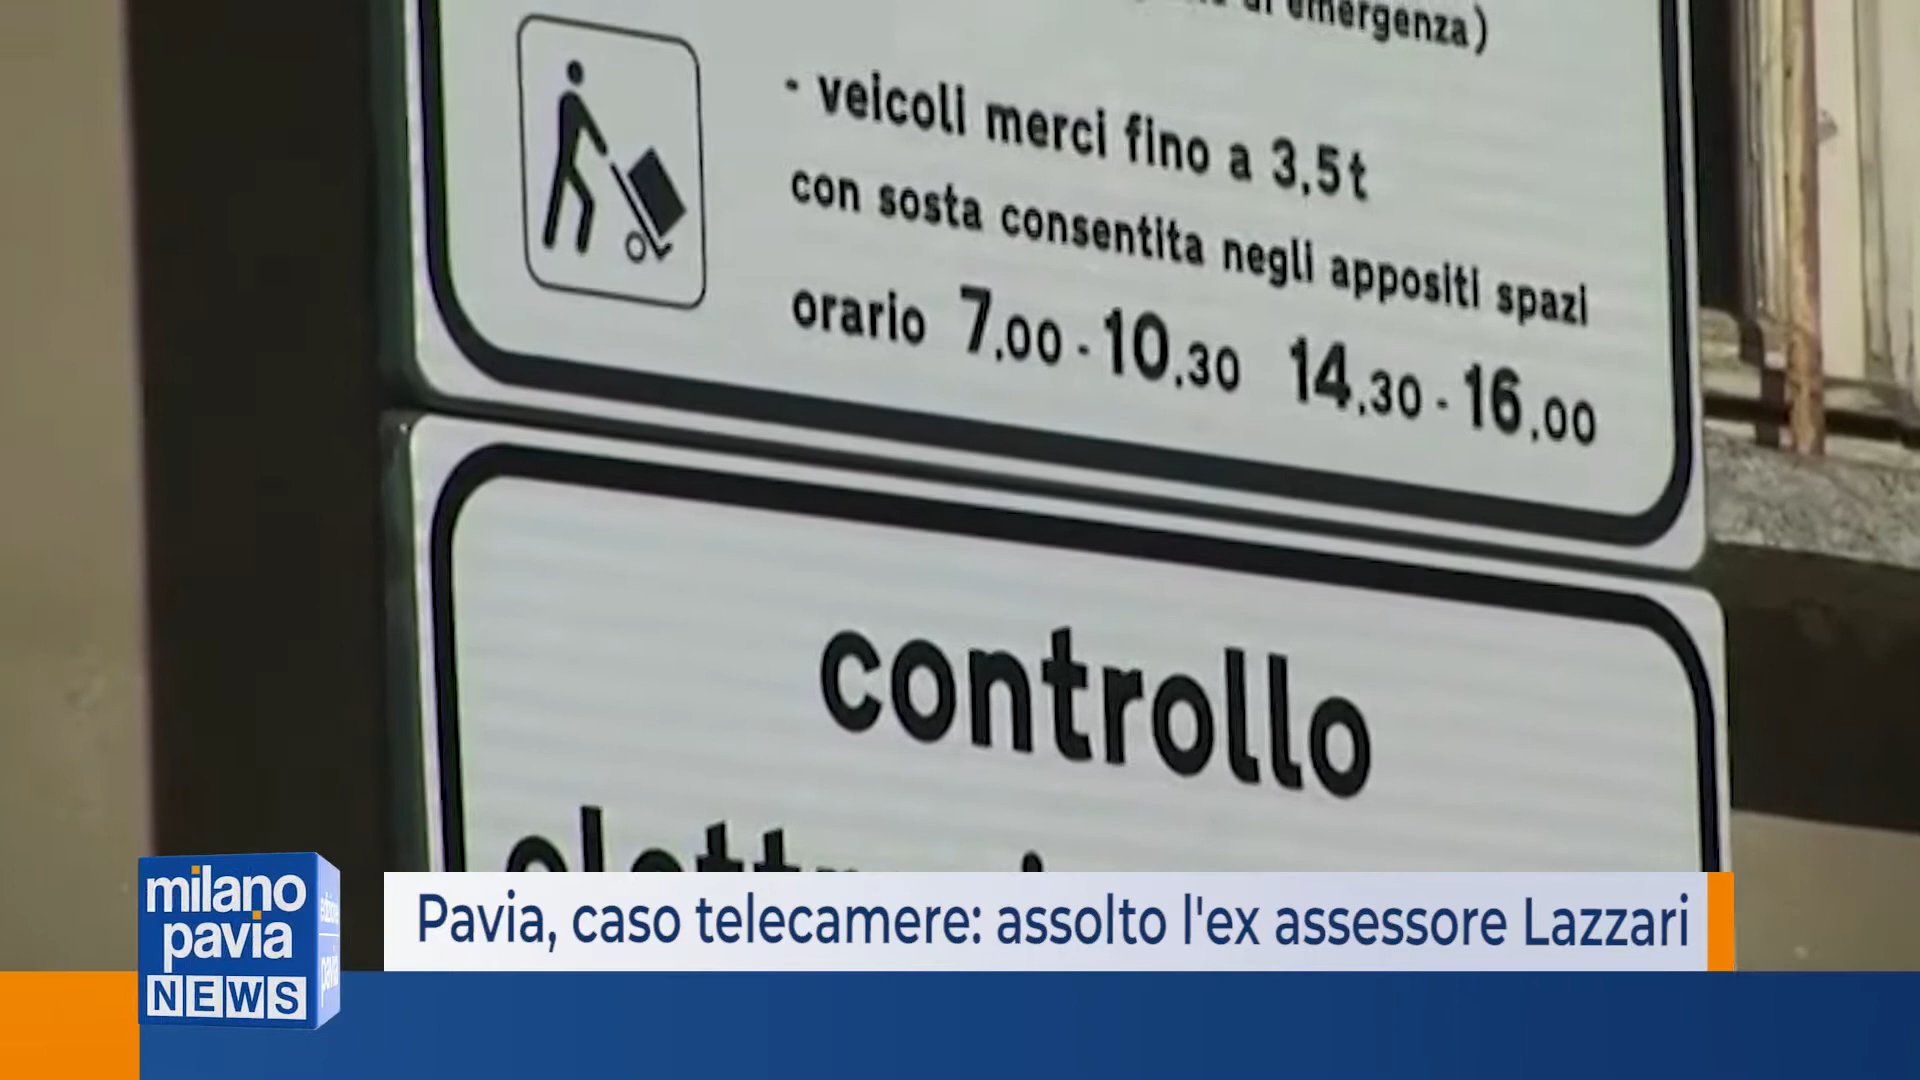 emergenza)
- veicoli merci fino a 3,5t
con sosta consentita negli appositi spazi
orario 7.00 - 10.30 14.30 - 16.00
controllo
Pavia, caso telecamere: assolto l'ex assessore Lazzari
milano
pavia
NEWS